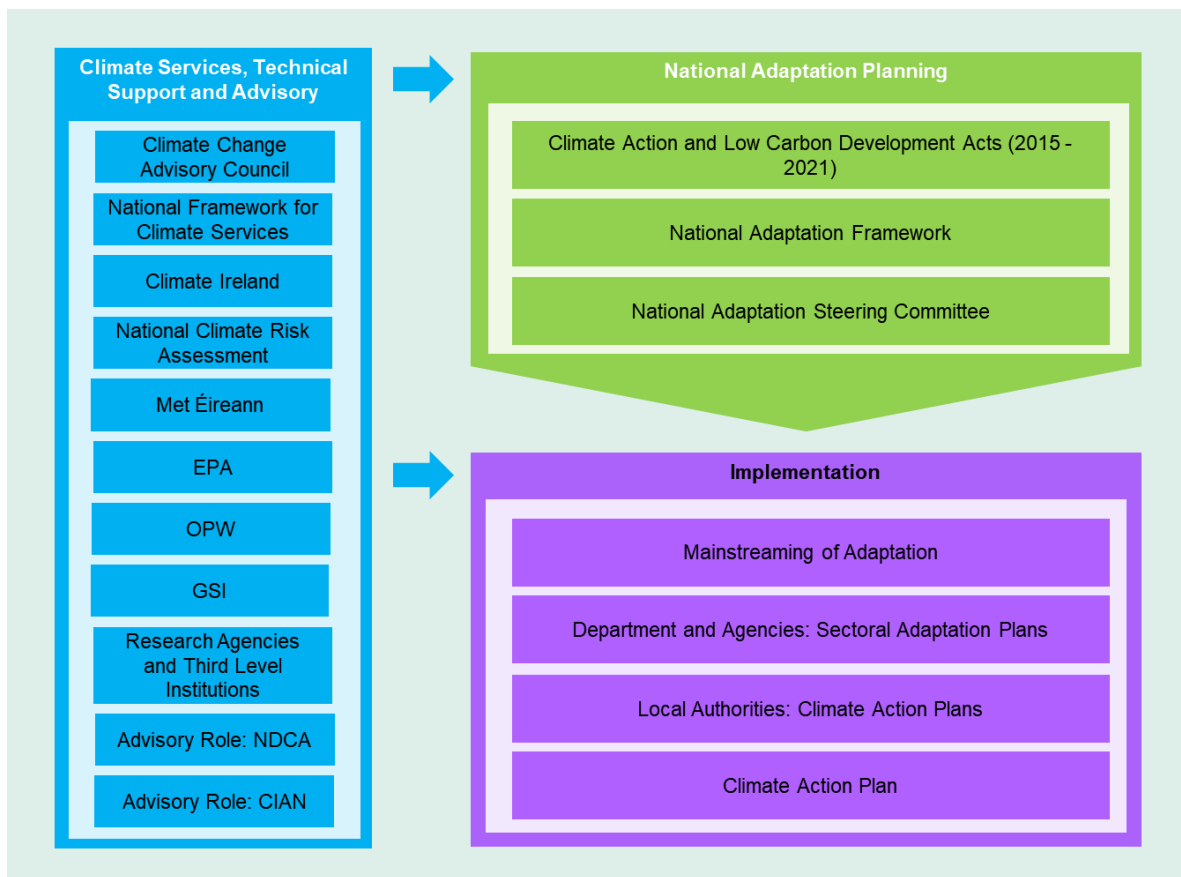 Climate Services, Technical
Support and Advisory
Climate Change
Advisory Council
National Framework for
Climate Services
Climate Ireland
National Climate Risk
Assessment
Met Éireann
EPA
OPW
GSI
Research Agencies
and Third Level
Institutions
Advisory Role: NDCA
Advisory Role: CIAN
National Adaptation Planning
Climate Action and Low Carbon Development Acts (2015 -
2021)
National Adaptation Framework
National Adaptation Steering Committee
Implementation
Mainstreaming of Adaptation
Department and Agencies: Sectoral Adaptation Plans
Local Authorities: Climate Action Plans
Climate Action Plan